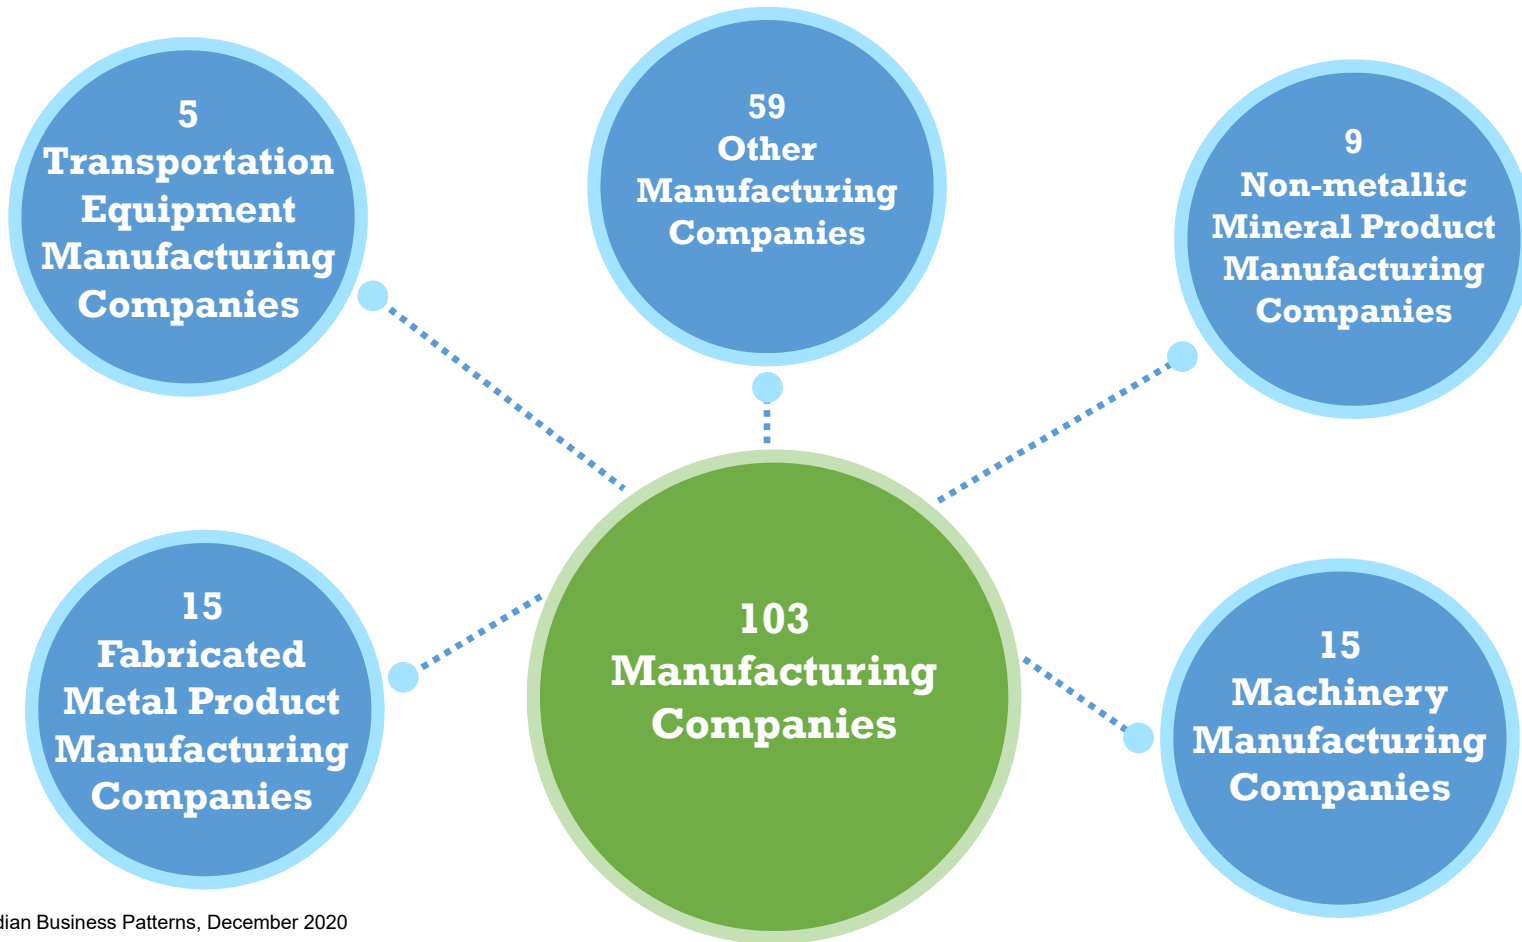 5
Transportation
Equipment
Manufacturing
Companies
59
Other
Manufacturing
Companies
9
Non-metallic
Mineral Product
Manufacturing
Companies
15
Fabricated
Metal Product
Manufacturing
Companies
103
Manufacturing
Companies
15
Machinery
Manufacturing
Companies
dian Business Patterns, December 2020